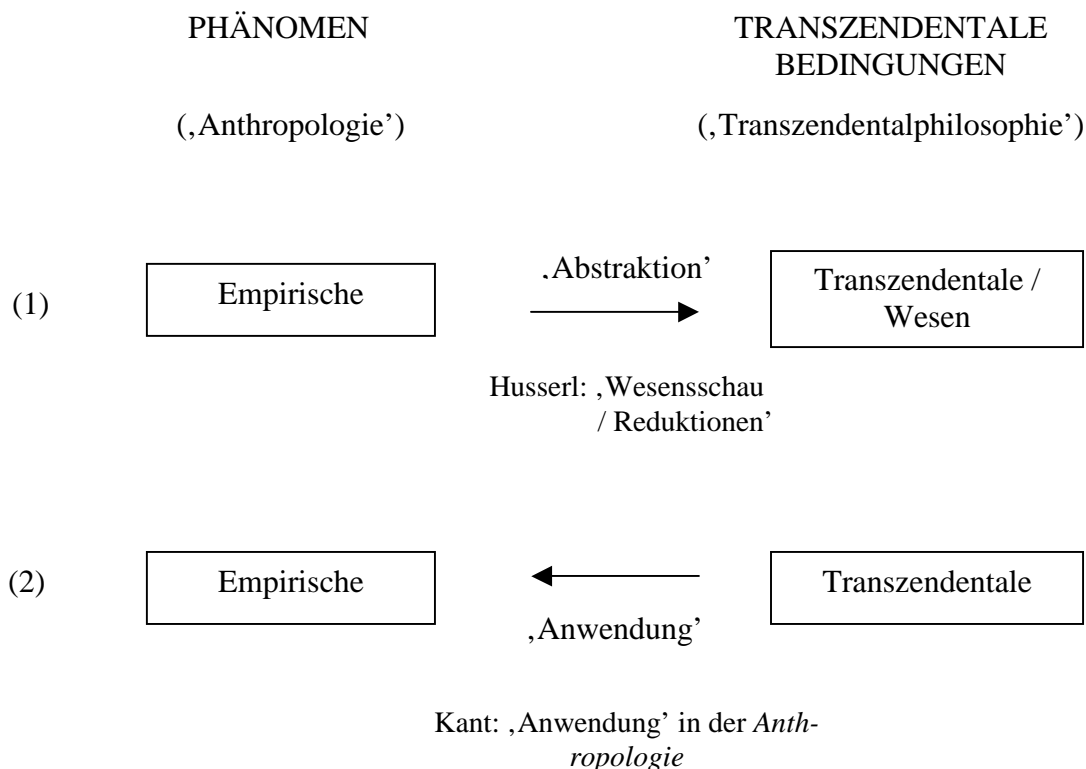 PHÄNOMEN
TRANSZENDENTALE
BEDINGUNGEN
(‚Anthropologie’)
(‚Transzendentalphilosophie’)
(1)
Empirische
‚Abstraktion’
Transzendentale /
Wesen
Husserl: ‚Wesensschau
/ Reduktionen’
(2)
Empirische
Transzendentale
‚Anwendung’
Kant: ‚Anwendung’ in der Anth-
ropologie